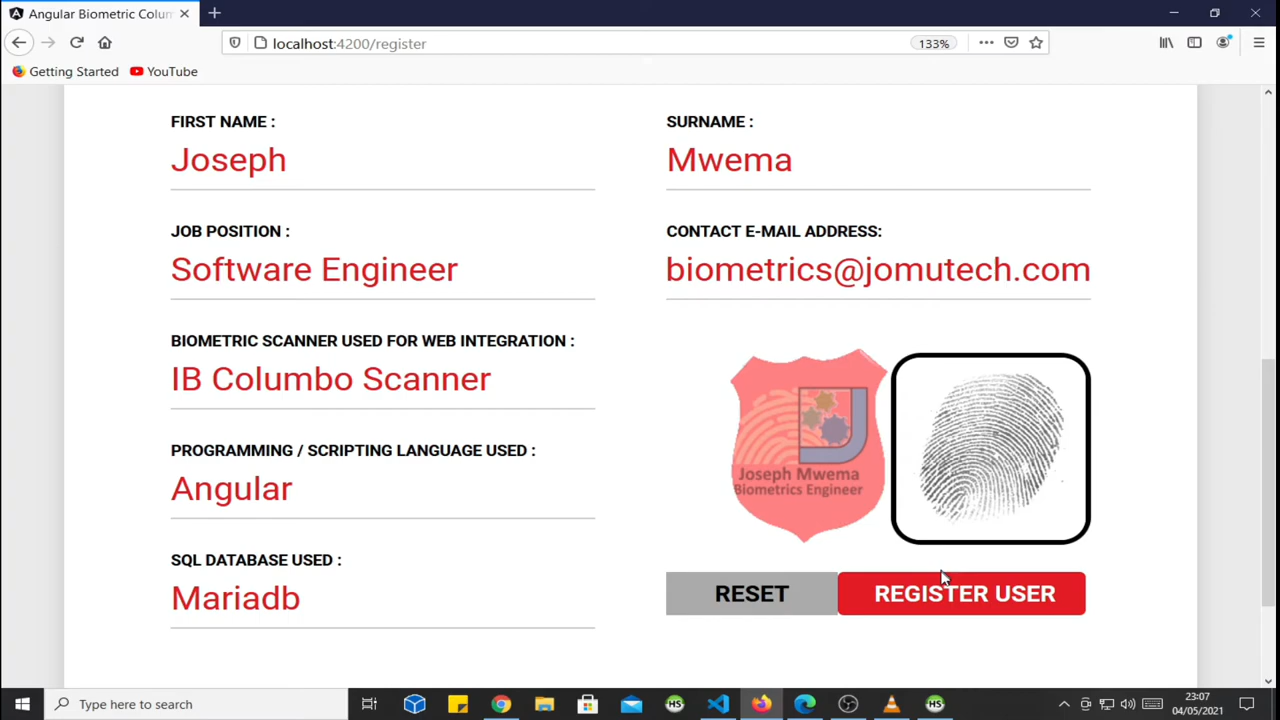 Angular Biometric Colum
localhost:4200/register
133%
Getting Started
YouTube
FIRST NAME :
SURNAME :
Joseph
Mwema
JOB POSITION :
CONTACT E-MAIL ADDRESS:
Software Engineer
biometrics@jomutech.com
BIOMETRIC SCANNER USED FOR WEB INTEGRATION :
IB Columbo Scanner
PROGRAMMING / SCRIPTING LANGUAGE USED :
Angular
Joseph Mwema
Biometrics Engineer
SQL DATABASE USED :
Mariadb
RESET
REGISTER USER
Type here to search
HS
HS
23:07
04/05/2021